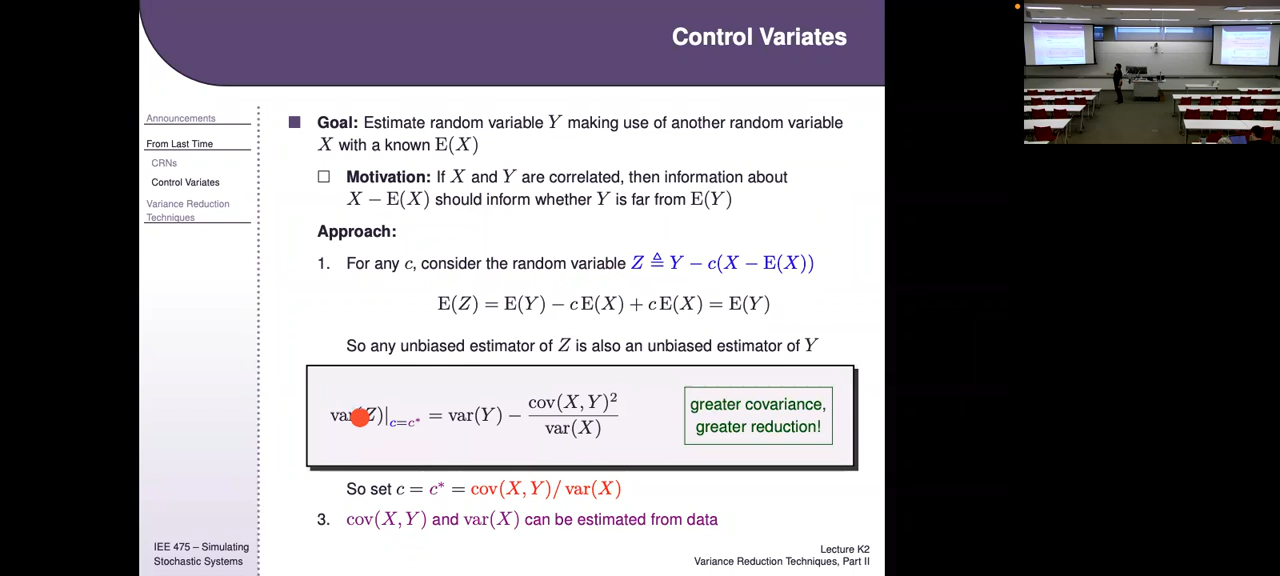 Control Variates
Announcements
From Last Time
CRNs
Control Variates
Variance Reduction
Techniques
Goal: Estimate random variable Y making use of another random variable
X with a known E(X)
Motivation: If X and Y are correlated, then information about
X − E(X) should inform whether Y is far from E(Y)
Approach:
1. For any c, consider the random variable Z ≜ Y − c(X − E(X))
E(Z) = E(Y) − c E(X) + c E(X) = E(Y)
So any unbiased estimator of Z is also an unbiased estimator of Y
var(Z)|c=c* = var(Y) − cov(X, Y)² / var(X)
greater covariance,
greater reduction!
So set c = c* = cov(X, Y)/ var(X)
3. cov(X, Y) and var(X) can be estimated from data
IEE 475 – Simulating
Stochastic Systems
Lecture K2
Variance Reduction Techniques, Part II